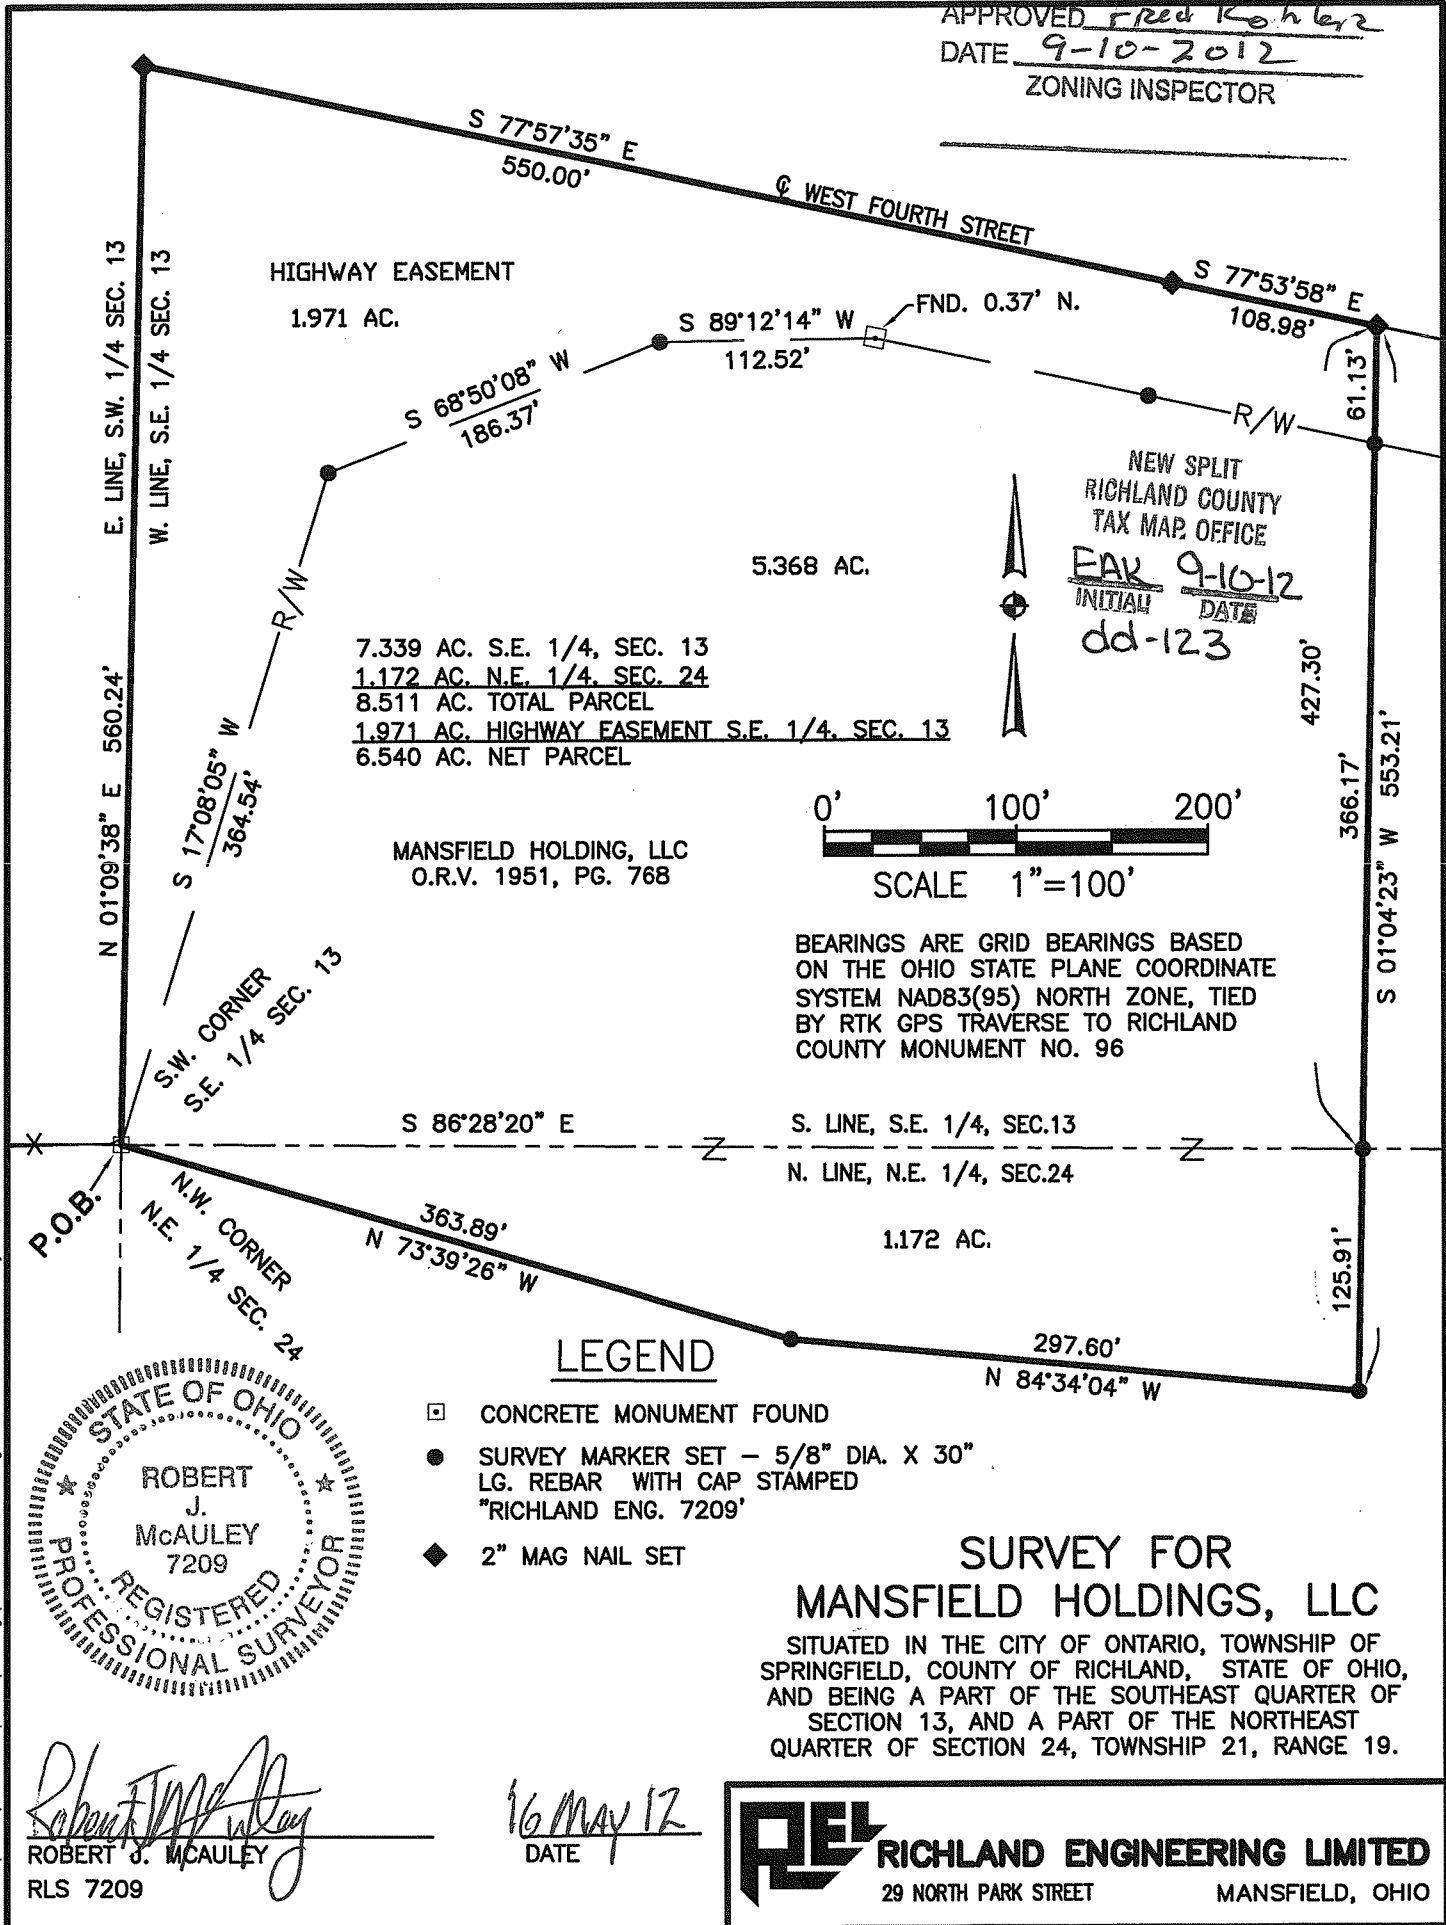 APPROVED Fred Kohler
DATE 9-10-2012
ZONING INSPECTOR
S 77°57'35" E
550.00'
℄ WEST FOURTH STREET
S 77°53'58" E
108.98'
E. LINE, S.W. 1/4 SEC. 13
W. LINE, S.E. 1/4 SEC. 13
HIGHWAY EASEMENT
1.971 AC.
FND. 0.37' N.
S 89°12'14" W
112.52'
S 68°50'08" W
186.37'
61.13'
R/W
NEW SPLIT
RICHLAND COUNTY
TAX MAP. OFFICE
EAK 9-10-12
INITIAL DATE
dd-123
5.368 AC.
R/W
7.339 AC. S.E. 1/4, SEC. 13
1.172 AC. N.E. 1/4. SEC. 24
8.511 AC. TOTAL PARCEL
1.971 AC. HIGHWAY EASEMENT S.E. 1/4. SEC. 13
6.540 AC. NET PARCEL
N 01°09'38" E 560.24'
S 17°08'05" W
364.54'
427.30'
366.17'
S 01°04'23" W 553.21'
0' 100' 200'
SCALE 1"=100'
MANSFIELD HOLDING, LLC
O.R.V. 1951, PG. 768
BEARINGS ARE GRID BEARINGS BASED
ON THE OHIO STATE PLANE COORDINATE
SYSTEM NAD83(95) NORTH ZONE, TIED
BY RTK GPS TRAVERSE TO RICHLAND
COUNTY MONUMENT NO. 96
S.W. CORNER
S.E. 1/4 SEC. 13
S 86°28'20" E
S. LINE, S.E. 1/4, SEC.13
X
Z
Z
N. LINE, N.E. 1/4, SEC.24
P.O.B.
N.W. CORNER
N.E. 1/4 SEC. 24
363.89'
N 73°39'26" W
1.172 AC.
125.91'
297.60'
N 84°34'04" W
LEGEND
CONCRETE MONUMENT FOUND
SURVEY MARKER SET – 5/8" DIA. X 30"
LG. REBAR WITH CAP STAMPED
"RICHLAND ENG. 7209'
2" MAG NAIL SET
STATE OF OHIO
ROBERT
J.
McAULEY
7209
REGISTERED
PROFESSIONAL SURVEYOR
SURVEY FOR
MANSFIELD HOLDINGS, LLC
SITUATED IN THE CITY OF ONTARIO, TOWNSHIP OF
SPRINGFIELD, COUNTY OF RICHLAND, STATE OF OHIO,
AND BEING A PART OF THE SOUTHEAST QUARTER OF
SECTION 13, AND A PART OF THE NORTHEAST
QUARTER OF SECTION 24, TOWNSHIP 21, RANGE 19.
Robert J McAuley
16 MAY 12
ROBERT J. MCAULEY
DATE
RLS 7209
REL
RICHLAND ENGINEERING LIMITED
29 NORTH PARK STREET MANSFIELD, OHIO